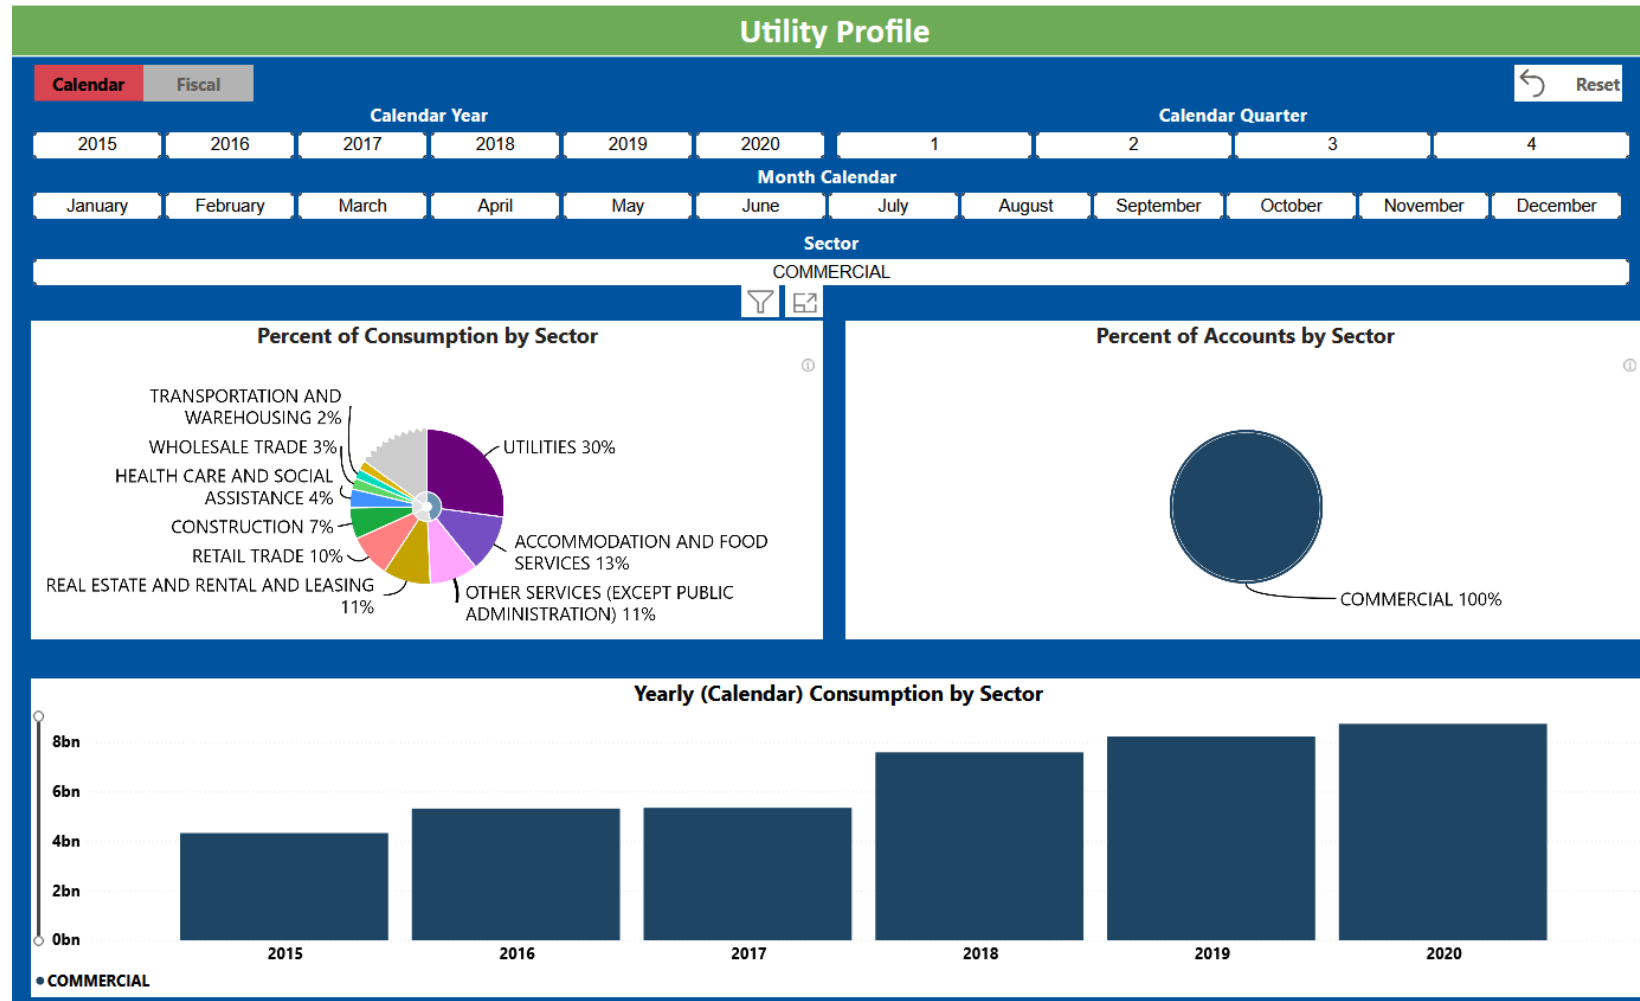 Utility Profile
Calendar
Fiscal
Reset
Calendar Year
Calendar Quarter
2015
2016
2017
2018
2019
2020
1
2
3
4
Month Calendar
January
February
March
April
May
June
July
August
September
October
November
December
Sector
COMMERCIAL
Percent of Consumption by Sector
TRANSPORTATION AND
WAREHOUSING 2%
WHOLESALE TRADE 3%
HEALTH CARE AND SOCIAL
ASSISTANCE 4%
CONSTRUCTION 7%
RETAIL TRADE 10%
REAL ESTATE AND RENTAL AND LEASING
11%
UTILITIES 30%
ACCOMMODATION AND FOOD
SERVICES 13%
OTHER SERVICES (EXCEPT PUBLIC
ADMINISTRATION) 11%
Percent of Accounts by Sector
COMMERCIAL 100%
Yearly (Calendar) Consumption by Sector
8bn
6bn
4bn
2bn
0bn
2015
2016
2017
2018
2019
2020
COMMERCIAL